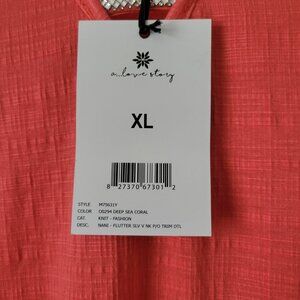 a..love story
XL
8 27370 67301 2
STYLE M75631Y
COLOR D0294 DEEP SEA CORAL
CAT. KNIT - FASHION
DESC. NANI - FLUTTER SLV V NK P/O TRIM DTL